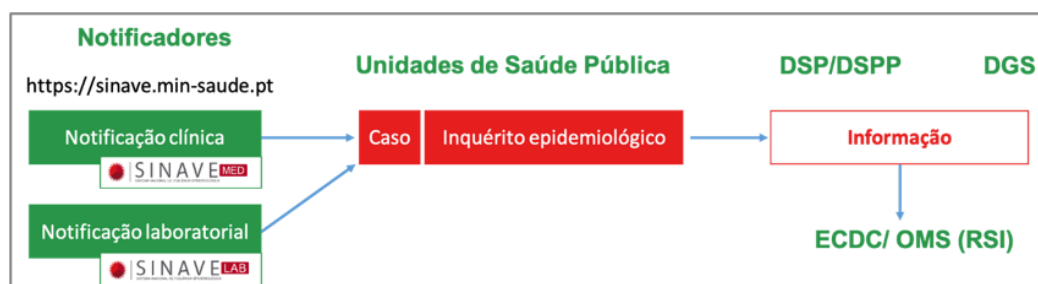 Notificadores
https://sinave.min-saude.pt
Unidades de Saúde Pública
DSP/DSPP
DGS
Notificação clínica
SINAVE MED
Caso
Inquérito epidemiológico
Informação
Notificação laboratorial
SINAVE LAB
ECDC/ OMS (RSI)